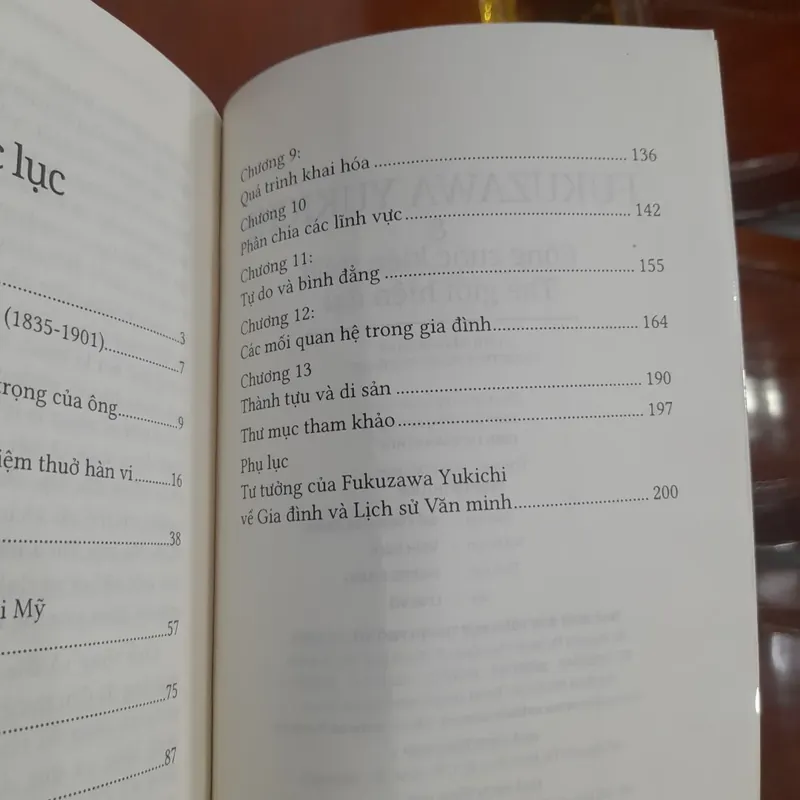 lục
3
(1835-1901)..........7
trọng của ông..........9
thuở hàn vi..........16
38
Mỹ
57
75
87
Chương 9:
Quá trình khai hóa .......... 136
Chương 10
Phân chia các lĩnh vực .......... 142
Chương 11:
Tự do và bình đẳng .......... 155
Chương 12:
Các mối quan hệ trong gia đình .......... 164
Chương 13
Thành tựu và di sản .......... 190
Thư mục tham khảo .......... 197
Phụ lục
Tư tưởng của Fukuzawa Yukichi
về Gia đình và Lịch sử Văn minh .......... 200